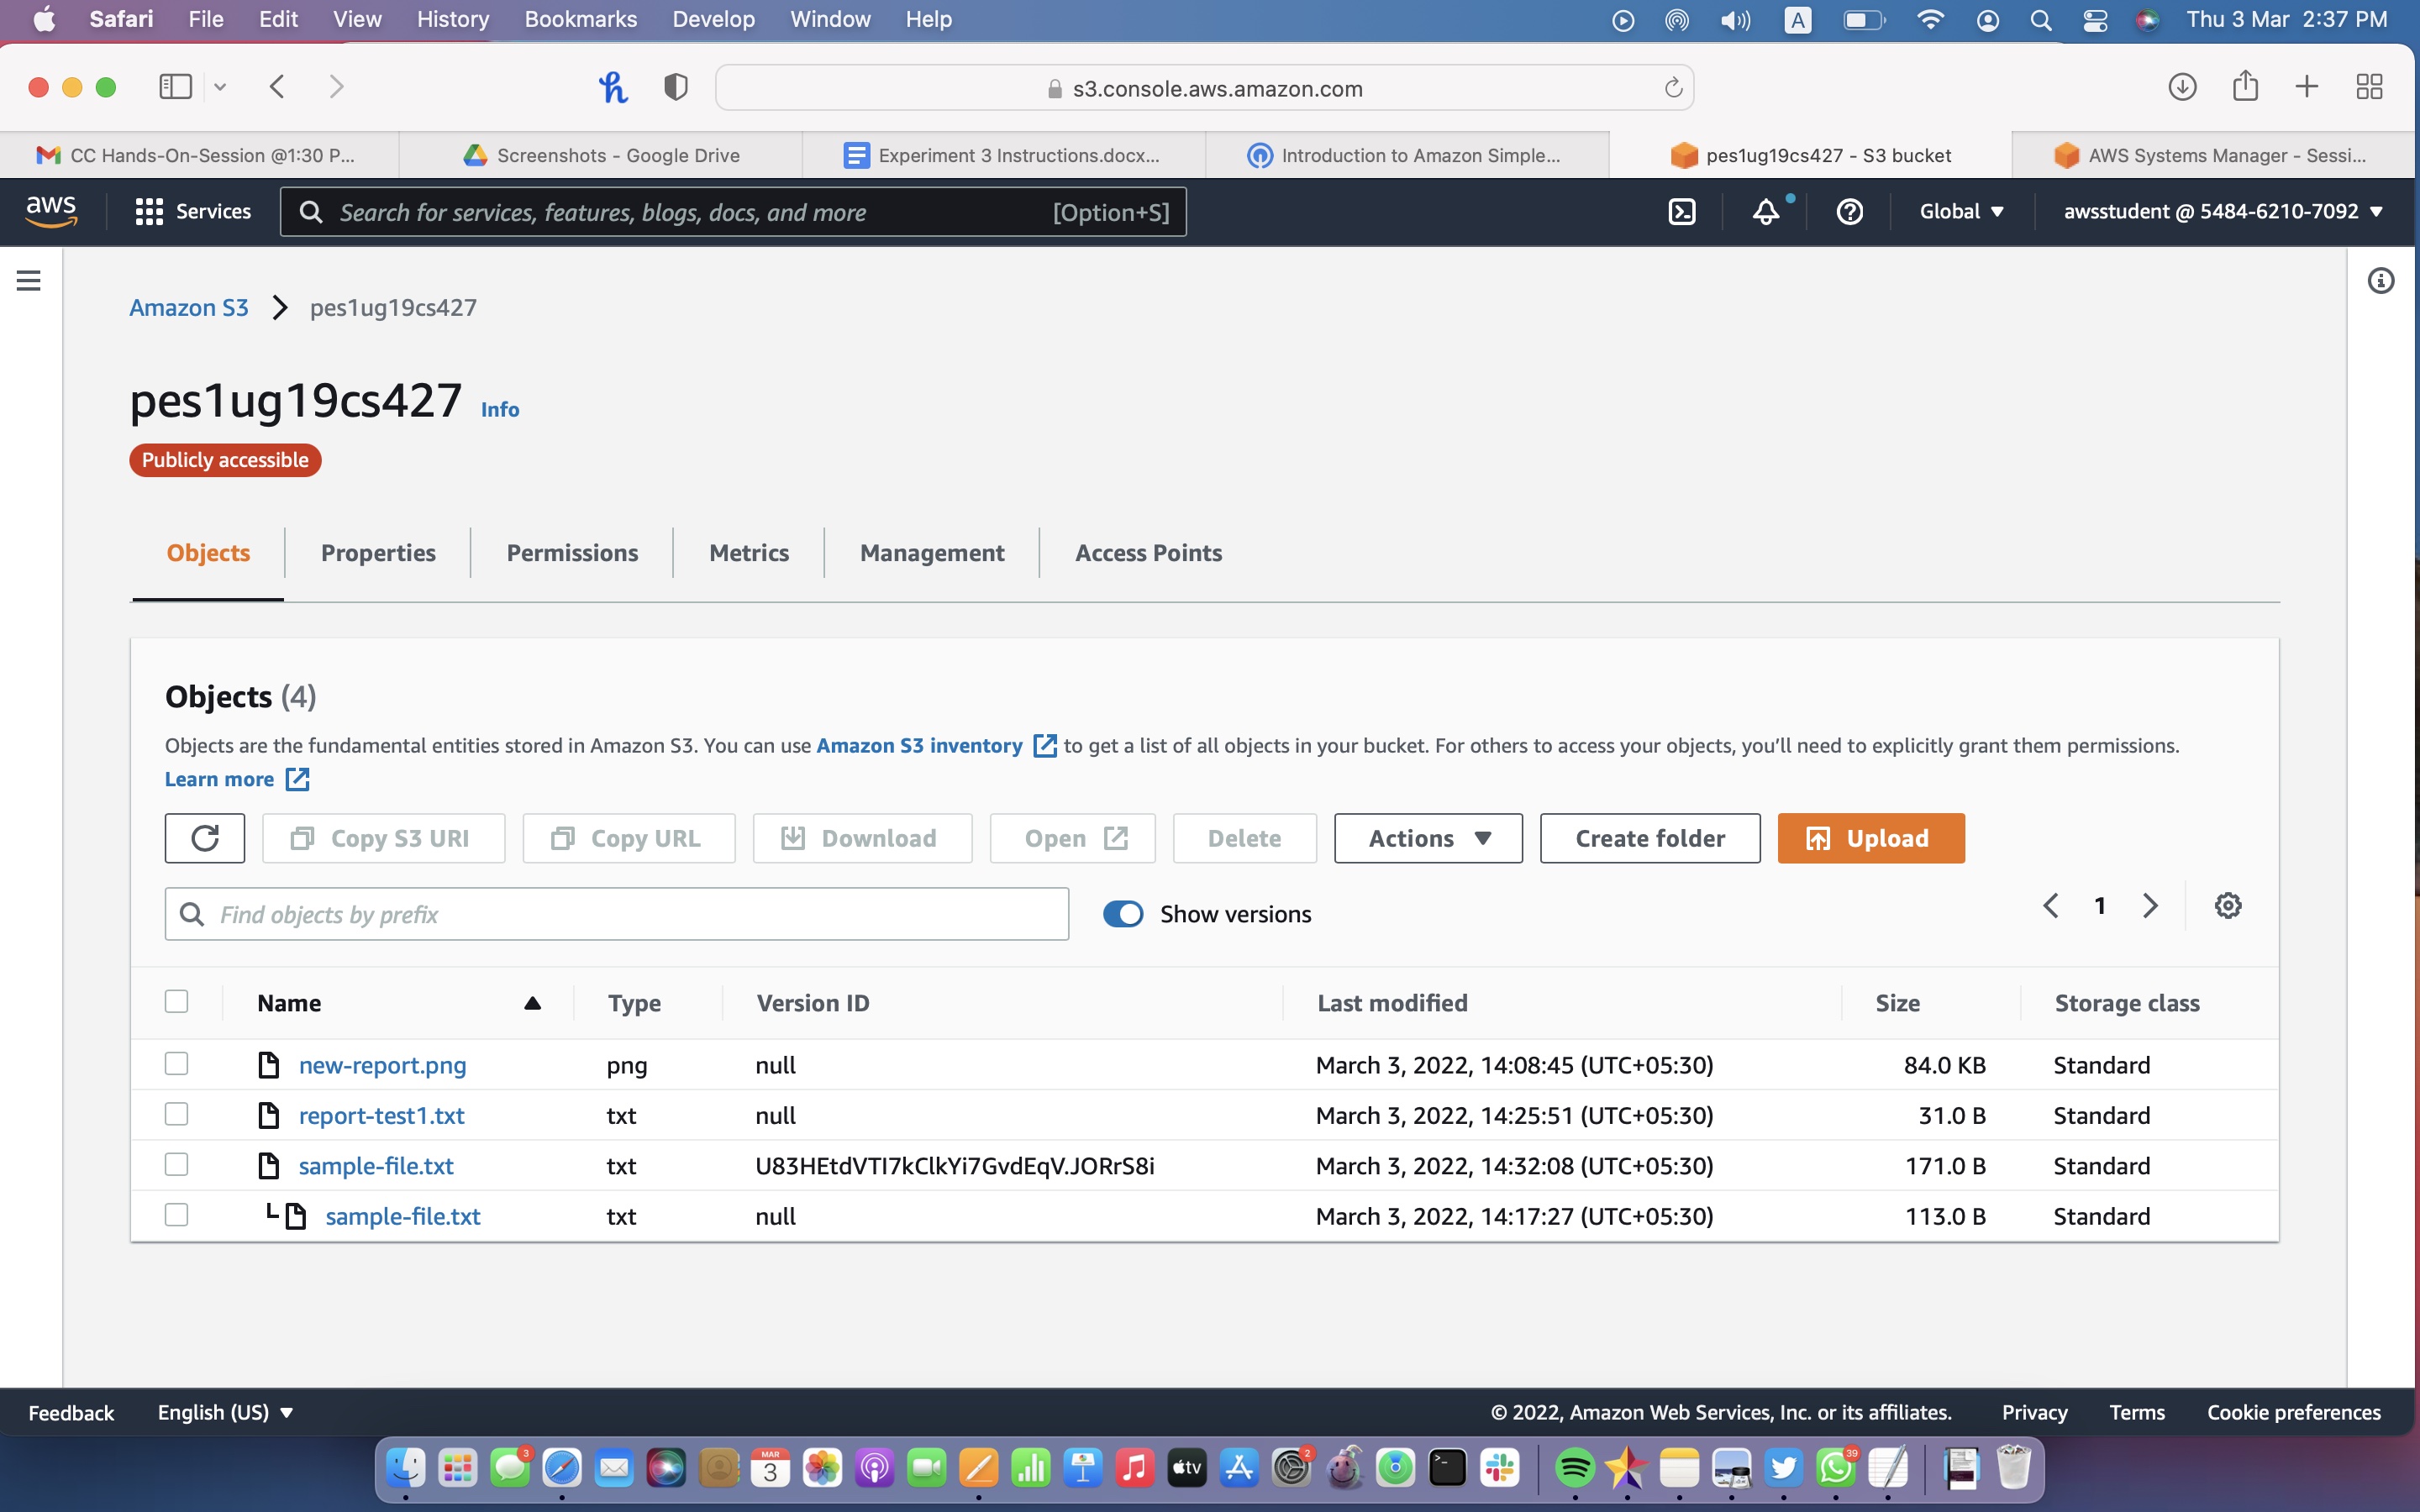 Safari File Edit View History Bookmarks Develop Window Help A Thu 3 Mar 2:37 PM
s3.console.aws.amazon.com
CC Hands-On-Session @1:30 P... Screenshots - Google Drive Experiment 3 Instructions.docx... Introduction to Amazon Simple... pes1ug19cs427 - S3 bucket AWS Systems Manager - Sessi...
aws Services Search for services, features, blogs, docs, and more [Option+S] Global ▼ awsstudent @ 5484-6210-7092 ▼
Amazon S3 > pes1ug19cs427
pes1ug19cs427 Info
Publicly accessible
Objects Properties Permissions Metrics Management Access Points
Objects (4)
Objects are the fundamental entities stored in Amazon S3. You can use Amazon S3 inventory to get a list of all objects in your bucket. For others to access your objects, you'll need to explicitly grant them permissions.
Learn more
Copy S3 URI Copy URL Download Open Delete Actions ▼ Create folder Upload
Find objects by prefix Show versions < 1 >
Name ▲ Type Version ID Last modified Size Storage class
new-report.png png null March 3, 2022, 14:08:45 (UTC+05:30) 84.0 KB Standard
report-test1.txt txt null March 3, 2022, 14:25:51 (UTC+05:30) 31.0 B Standard
sample-file.txt txt U83HEtdVTI7kClkYi7GvdEqV.JORrS8i March 3, 2022, 14:32:08 (UTC+05:30) 171.0 B Standard
sample-file.txt txt null March 3, 2022, 14:17:27 (UTC+05:30) 113.0 B Standard
Feedback English (US) ▼ © 2022, Amazon Web Services, Inc. or its affiliates. Privacy Terms Cookie preferences
3 MAR 3 tv 2 39